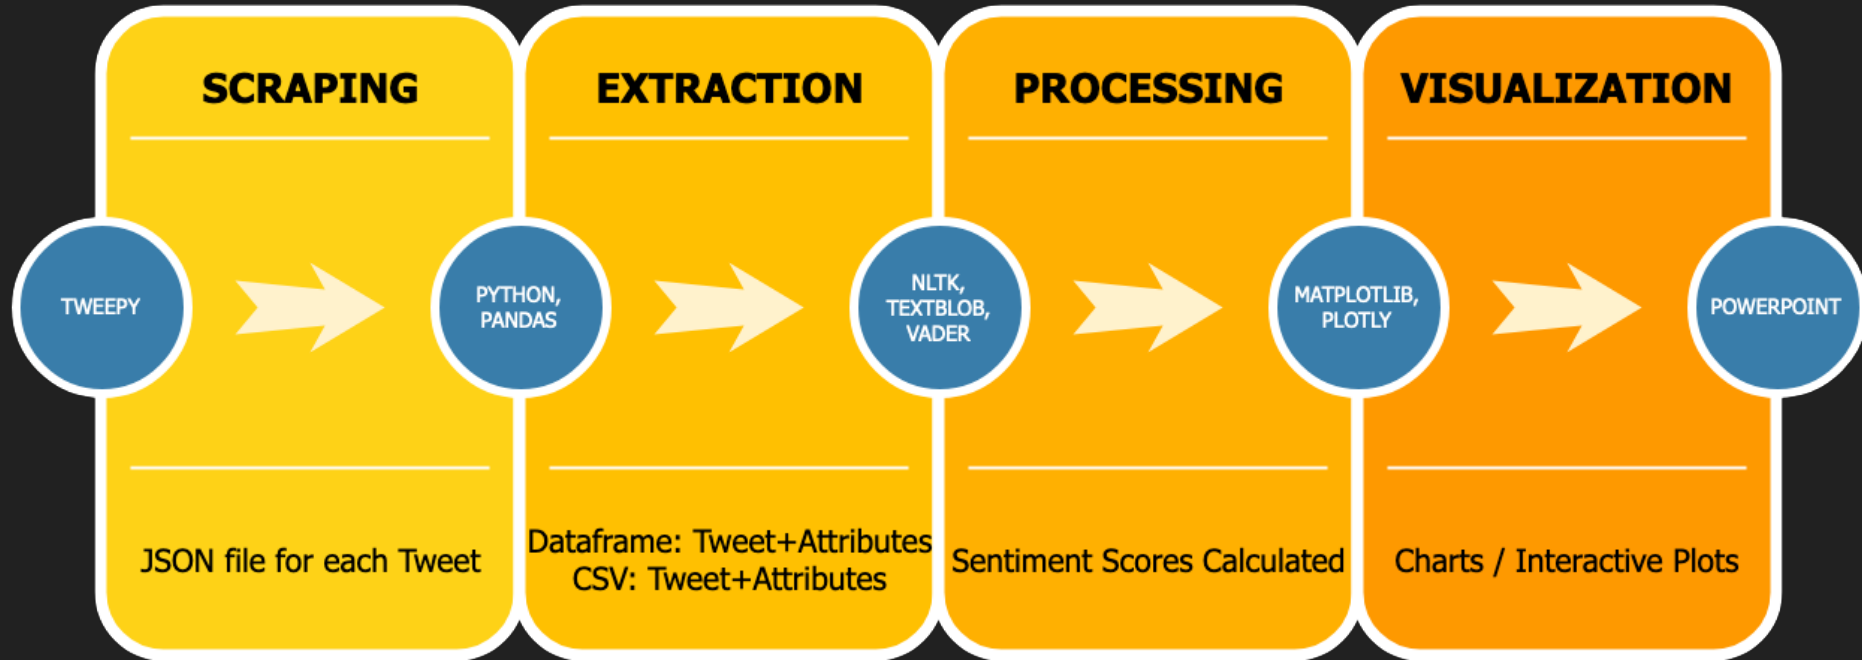 SCRAPING
EXTRACTION
PROCESSING
VISUALIZATION
TWEEPY
PYTHON,
PANDAS
NLTK,
TEXTBLOB,
VADER
MATPLOTLIB,
PLOTLY
POWERPOINT
JSON file for each Tweet
Dataframe: Tweet+Attributes
CSV: Tweet+Attributes
Sentiment Scores Calculated
Charts / Interactive Plots